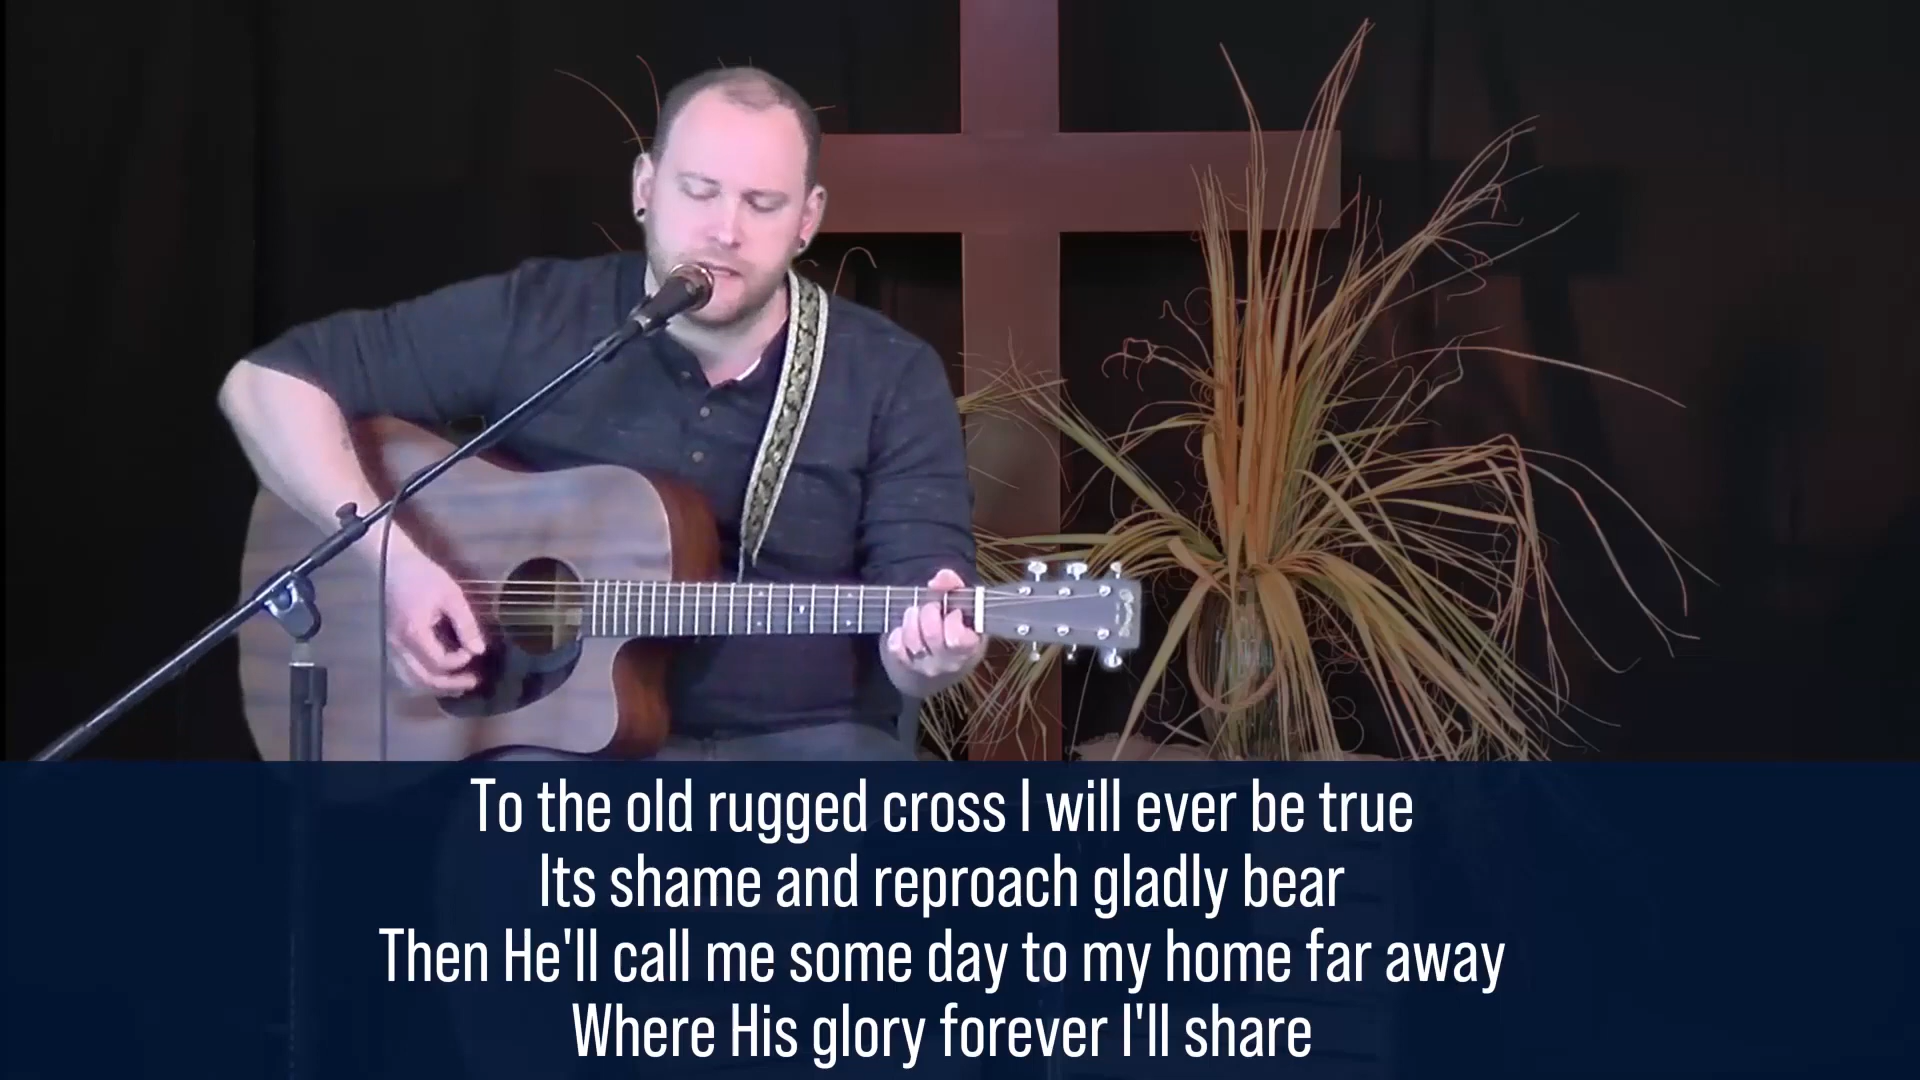 To the old rugged cross I will ever be true
Its shame and reproach gladly bear
Then He'll call me some day to my home far away
Where His glory forever I'll share